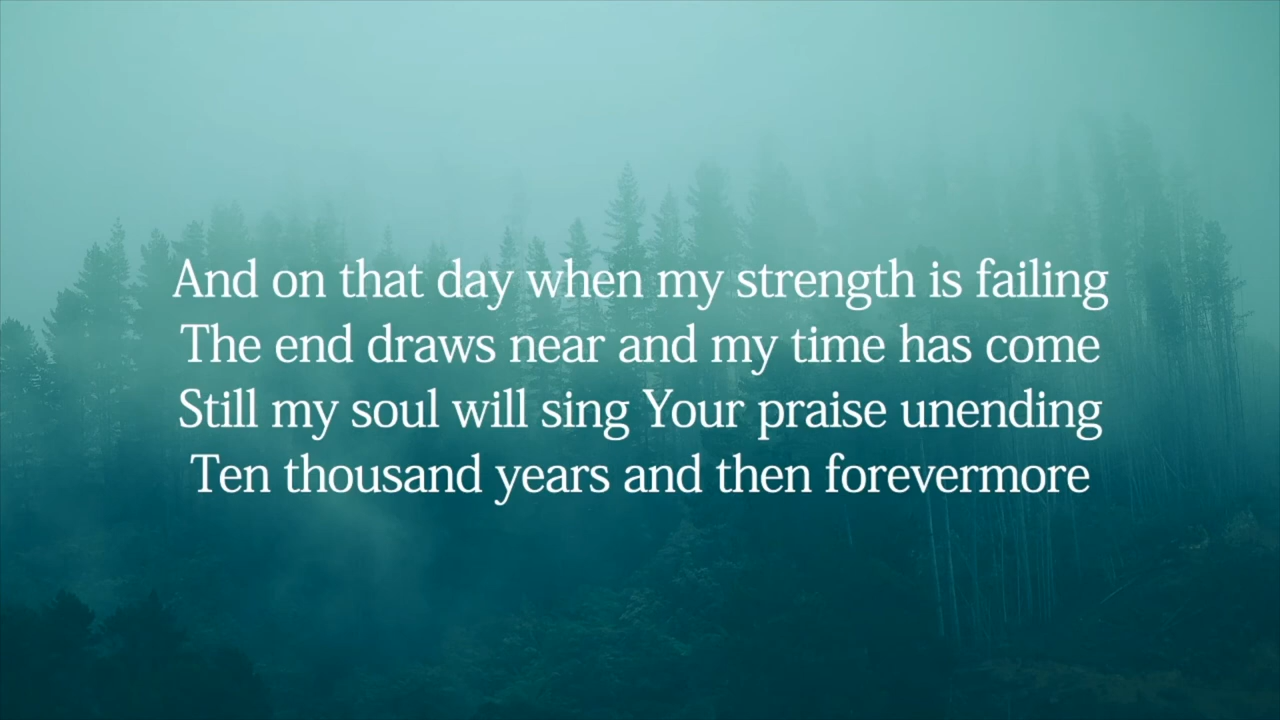 And on that day when my strength is failing
The end draws near and my time has come
Still my soul will sing Your praise unending
Ten thousand years and then forevermore